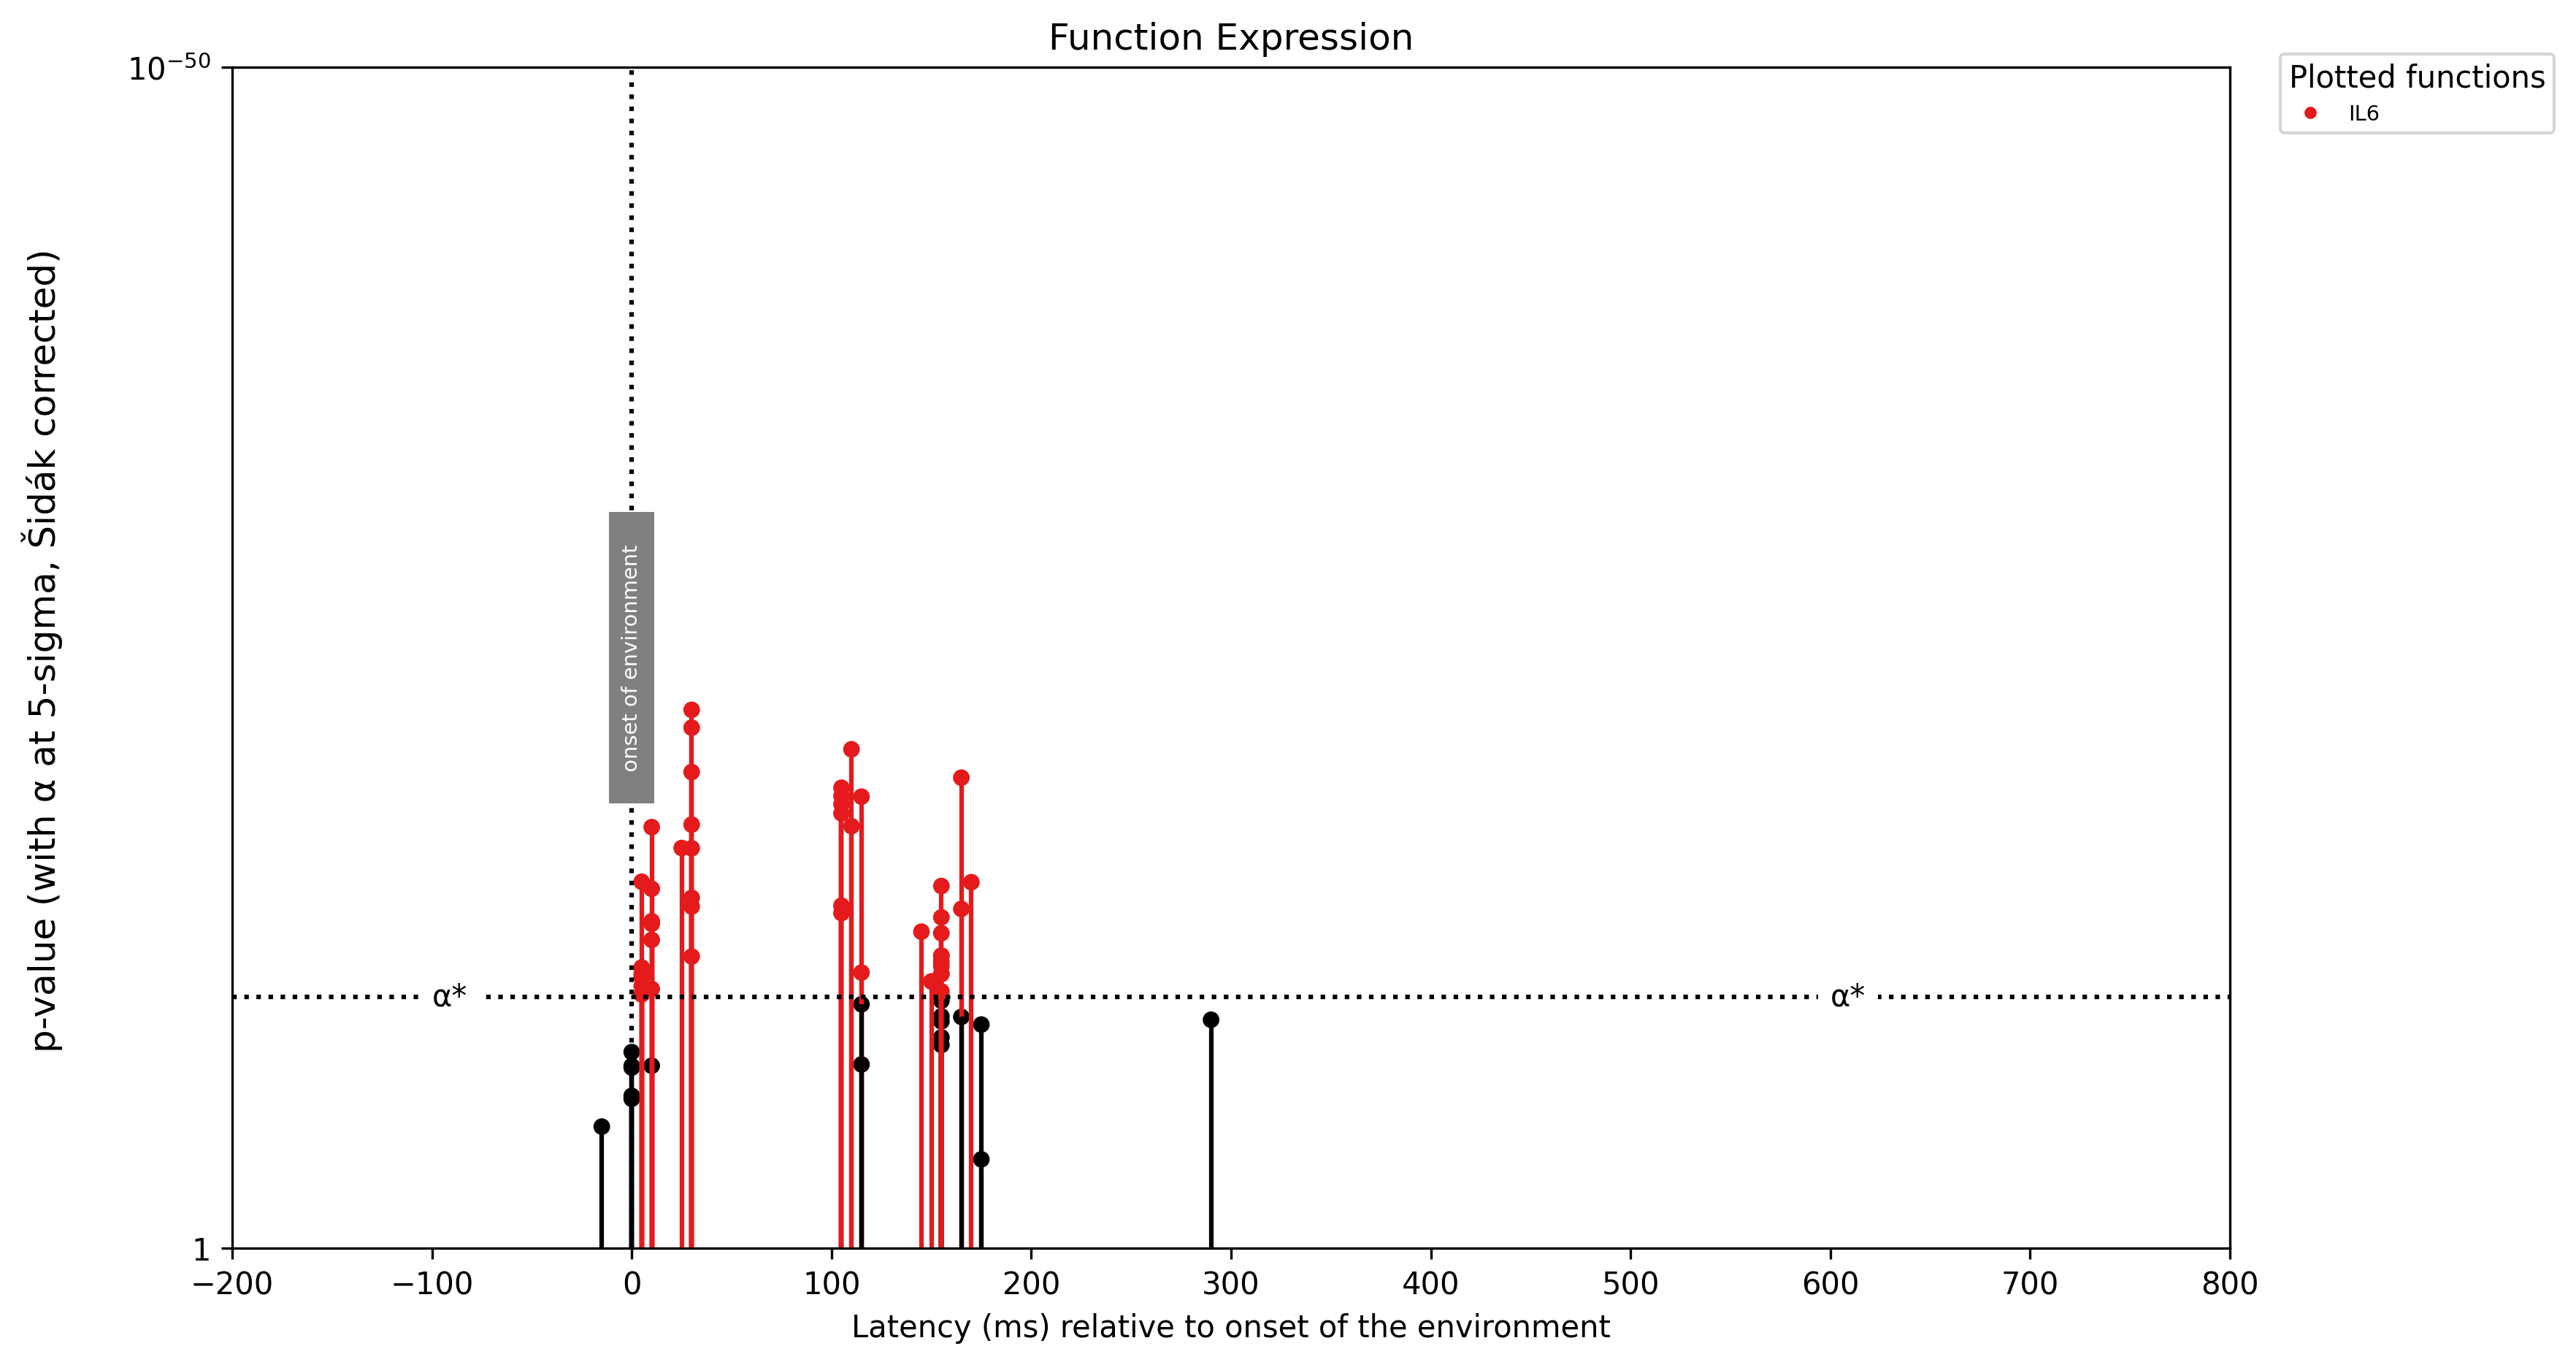 Function Expression
10⁻⁵⁰
Plotted functions
IL6
p-value (with α at 5-sigma, Šidák corrected)
onset of environment
α*
α*
1
−200
−100
0
100
200
300
400
500
600
700
800
Latency (ms) relative to onset of the environment